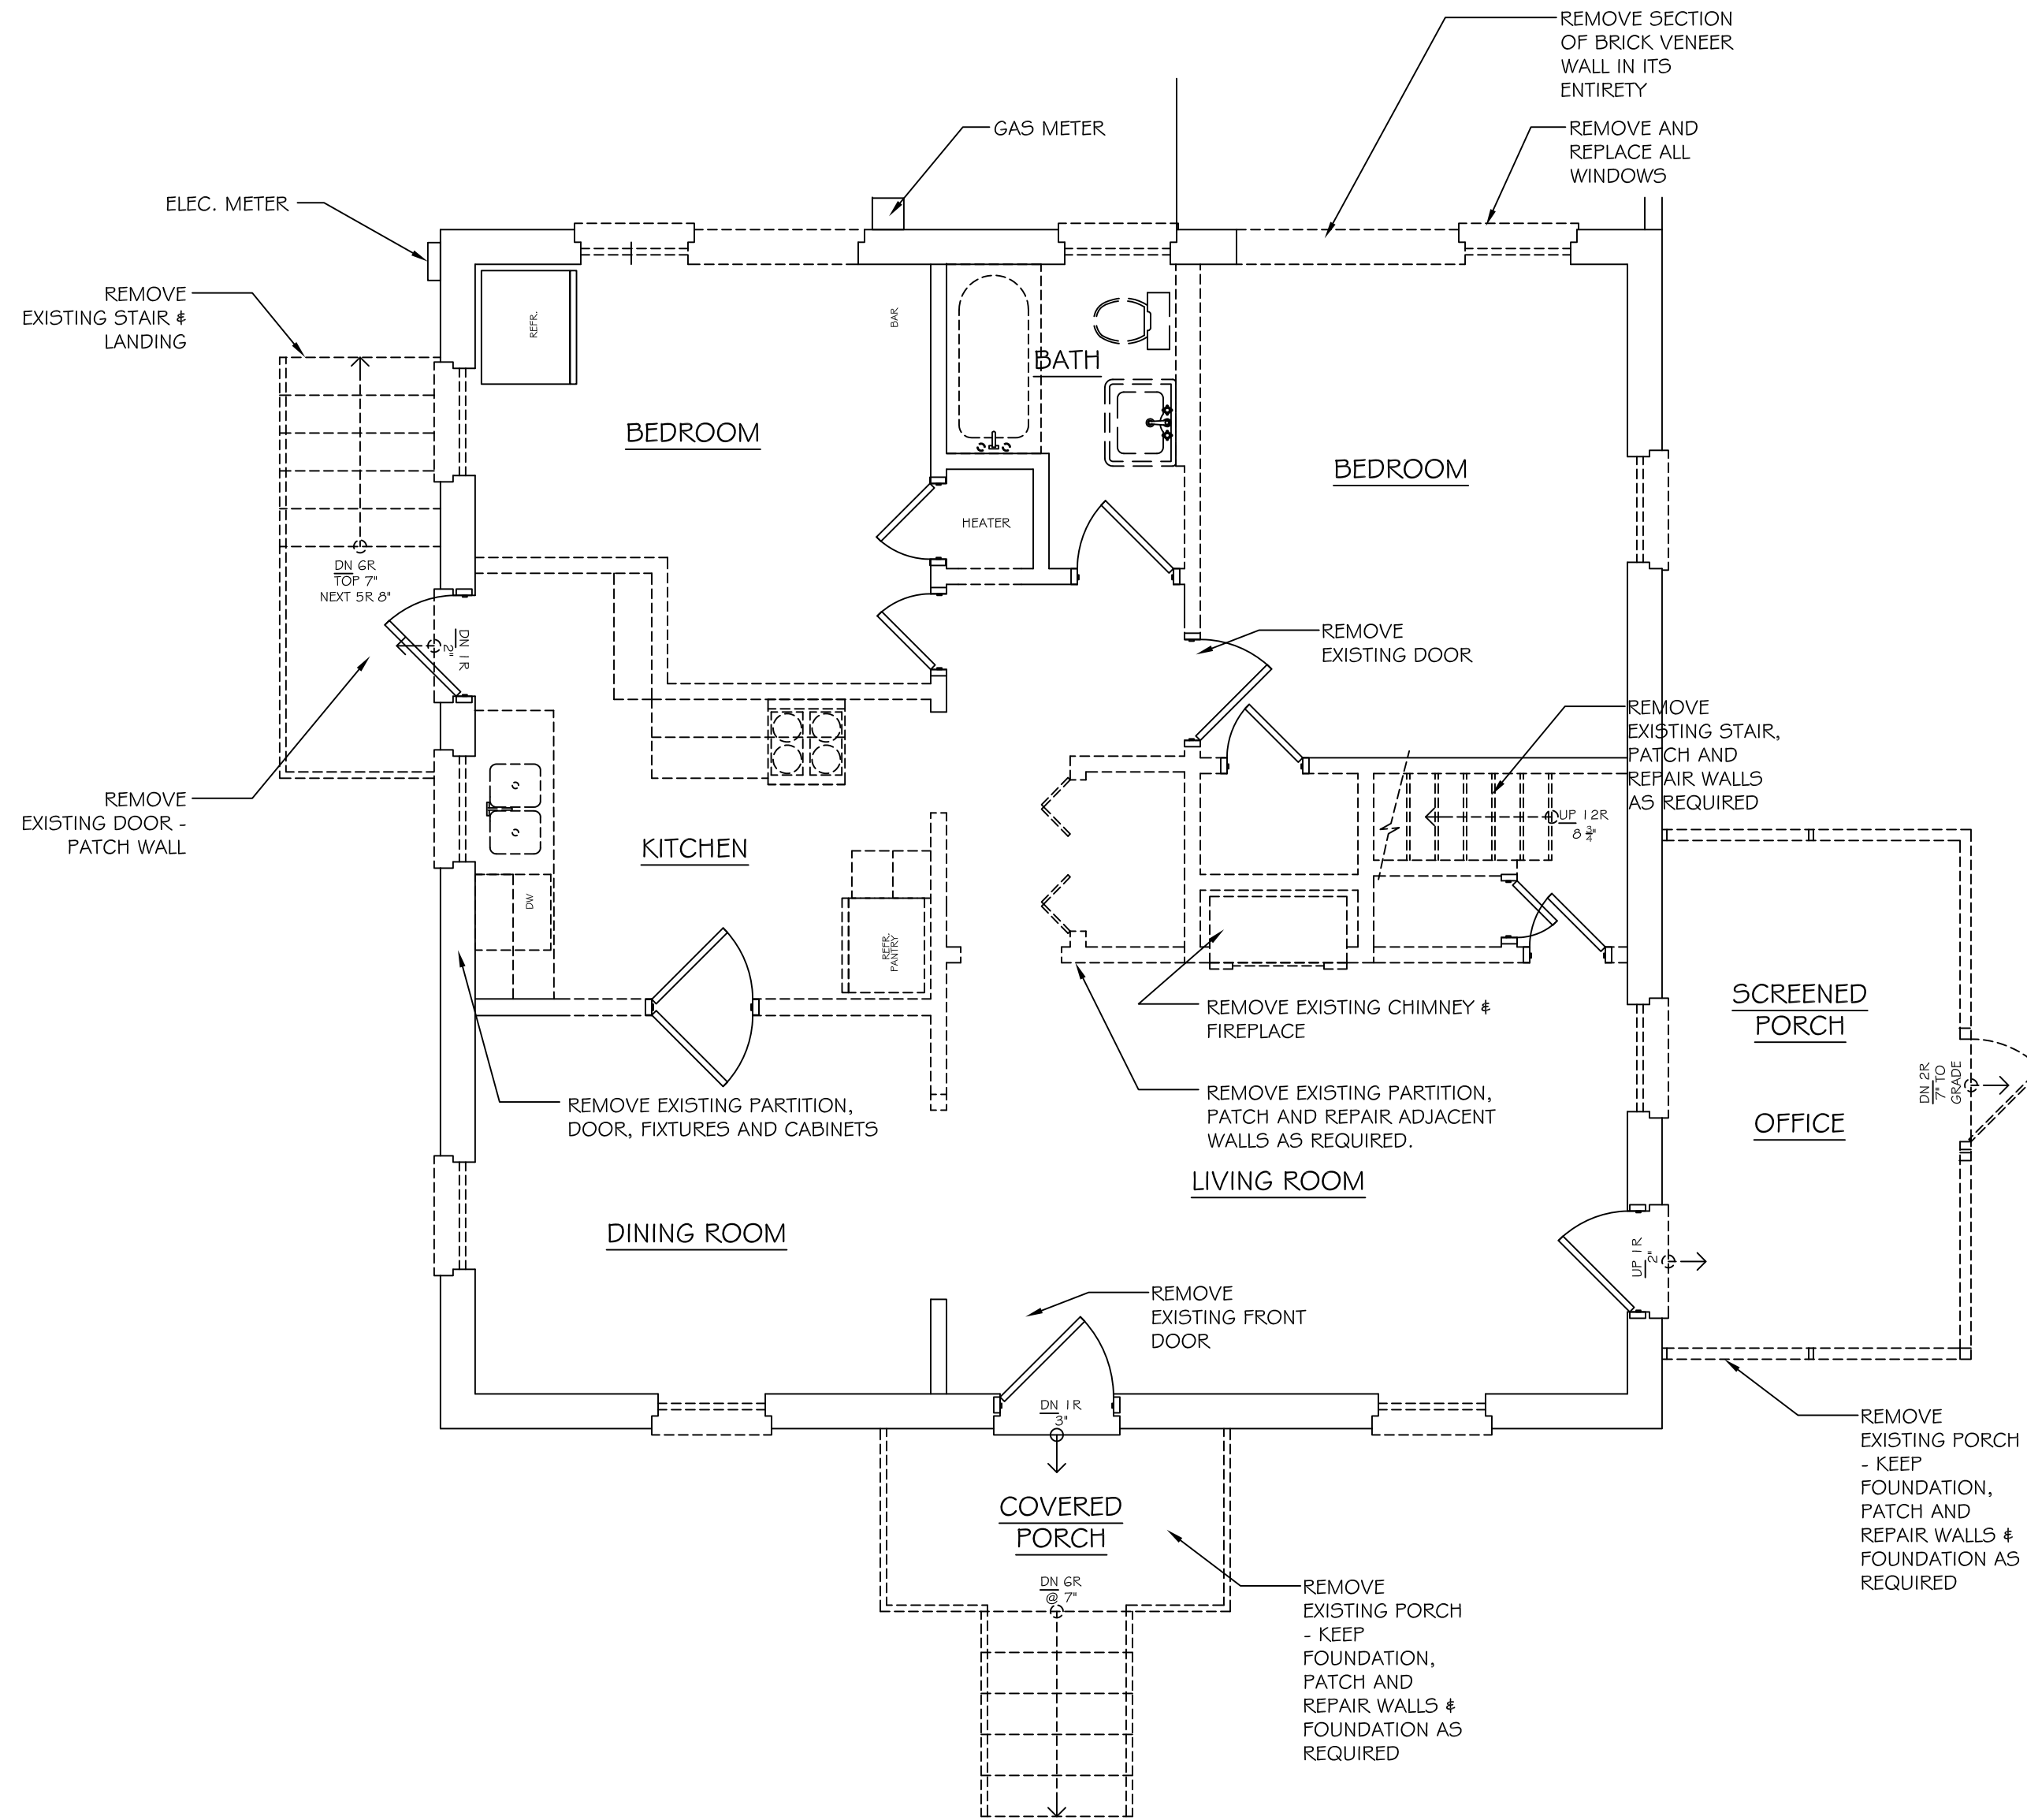 REMOVE SECTION
OF BRICK VENEER
WALL IN ITS
ENTIRETY
GAS METER
REMOVE AND
REPLACE ALL
WINDOWS
ELEC. METER
REMOVE
EXISTING STAIR &
LANDING
REFR.
BAR
BATH
BEDROOM
BEDROOM
HEATER
DN 6R
TOP 7"
NEXT 5R 8"
DN 1R
2"
REMOVE
EXISTING DOOR
REMOVE
EXISTING STAIR,
PATCH AND
REPAIR WALLS
AS REQUIRED
UP 12R
8 3/4"
REMOVE
EXISTING DOOR -
PATCH WALL
KITCHEN
DW
REFR.
PANTRY
REMOVE EXISTING CHIMNEY &
FIREPLACE
SCREENED
PORCH
DN 2R
7" TO
GRADE
OFFICE
REMOVE EXISTING PARTITION,
DOOR, FIXTURES AND CABINETS
REMOVE EXISTING PARTITION,
PATCH AND REPAIR ADJACENT
WALLS AS REQUIRED.
LIVING ROOM
DINING ROOM
UP 1R
2"
REMOVE
EXISTING FRONT
DOOR
DN 1R
3"
COVERED
PORCH
DN 6R
@ 7"
REMOVE
EXISTING PORCH
- KEEP
FOUNDATION,
PATCH AND
REPAIR WALLS &
FOUNDATION AS
REQUIRED
REMOVE
EXISTING PORCH
- KEEP
FOUNDATION,
PATCH AND
REPAIR WALLS &
FOUNDATION AS
REQUIRED